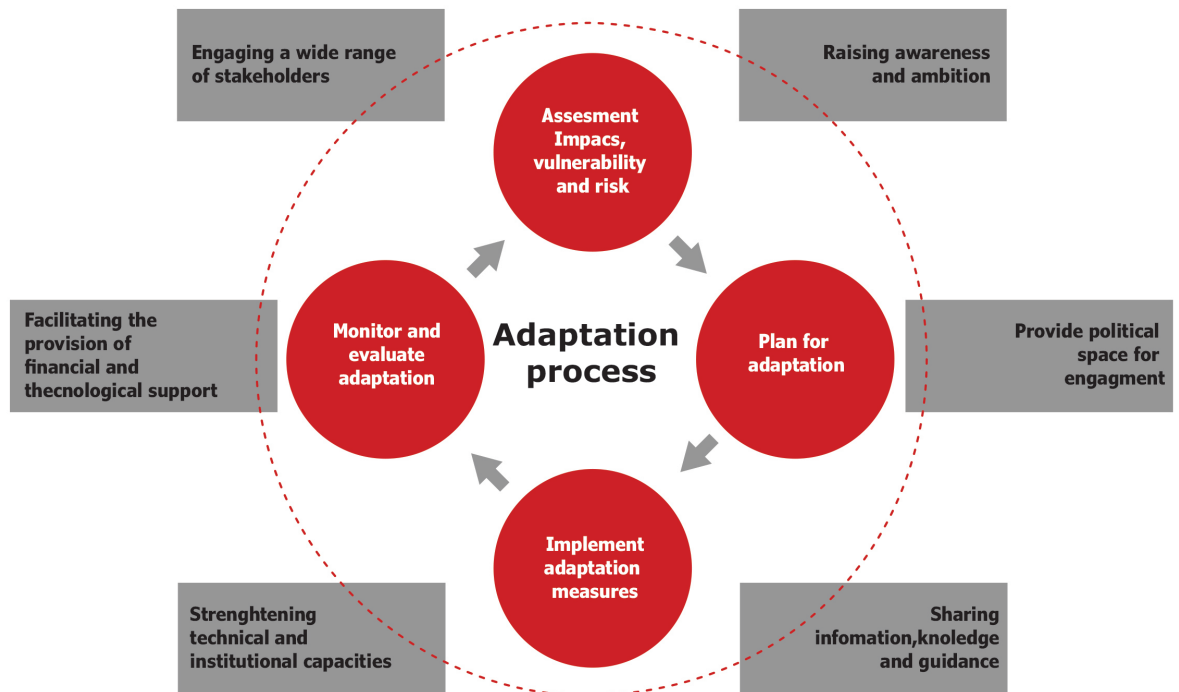 Engaging a wide range
of stakeholders
Raising awareness
and ambition
Assesment
Impacs,
vulnerability
and risk
Facilitating the
provision of
financial and
thecnological support
Monitor and
evaluate
adaptation
Adaptation
process
Plan for
adaptation
Provide political
space for
engagment
Implement
adaptation
measures
Strenghtening
technical and
institutional capacities
Sharing
infomation,knoledge
and guidance